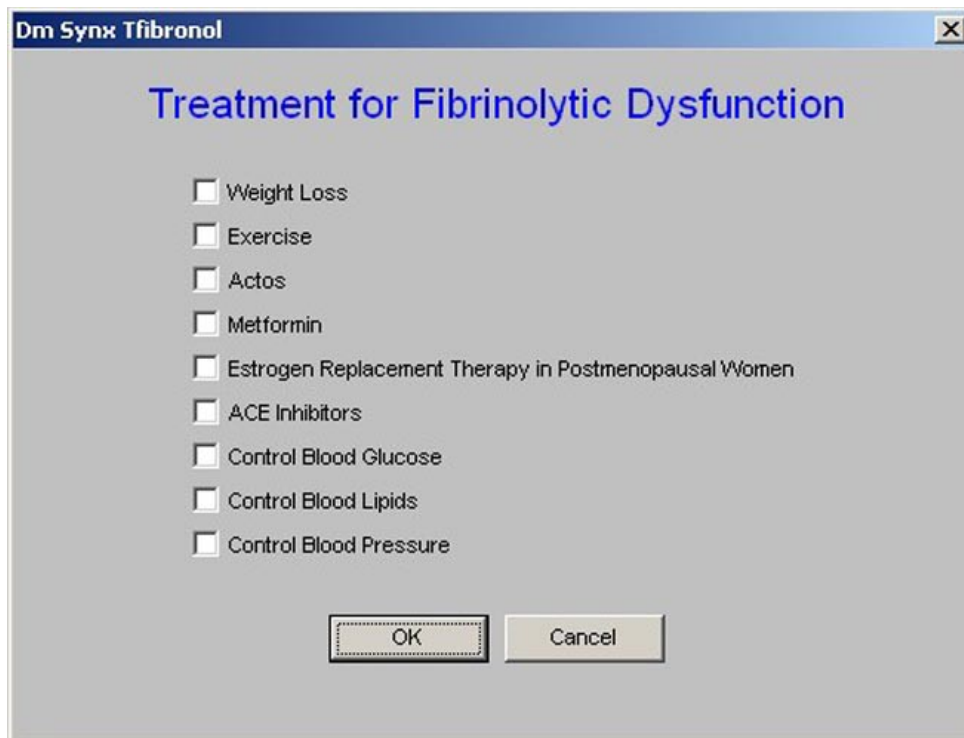 Dm Synx Tfibronol
Treatment for Fibrinolytic Dysfunction
Weight Loss
Exercise
Actos
Metformin
Estrogen Replacement Therapy in Postmenopausal Women
ACE Inhibitors
Control Blood Glucose
Control Blood Lipids
Control Blood Pressure
OK
Cancel